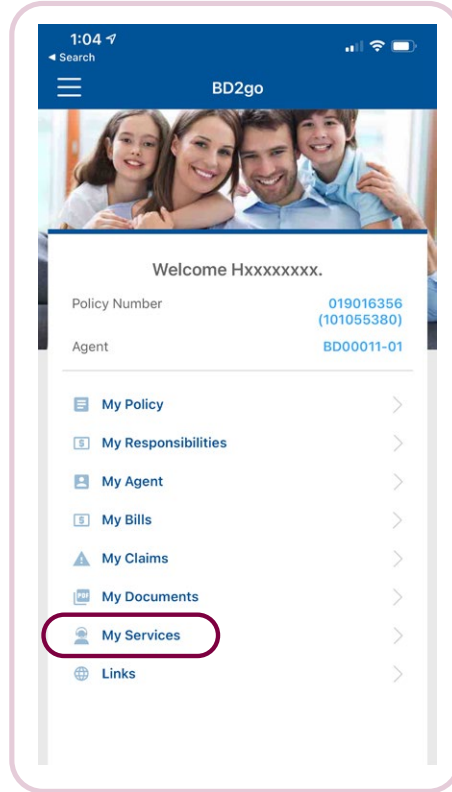 1:04
◄ Search
BD2go
Welcome Hxxxxxxxx.
Policy Number 019016356
(101055380)
Agent BD00011-01
My Policy
$ My Responsibilities
My Agent
$ My Bills
My Claims
PDF My Documents
My Services
Links